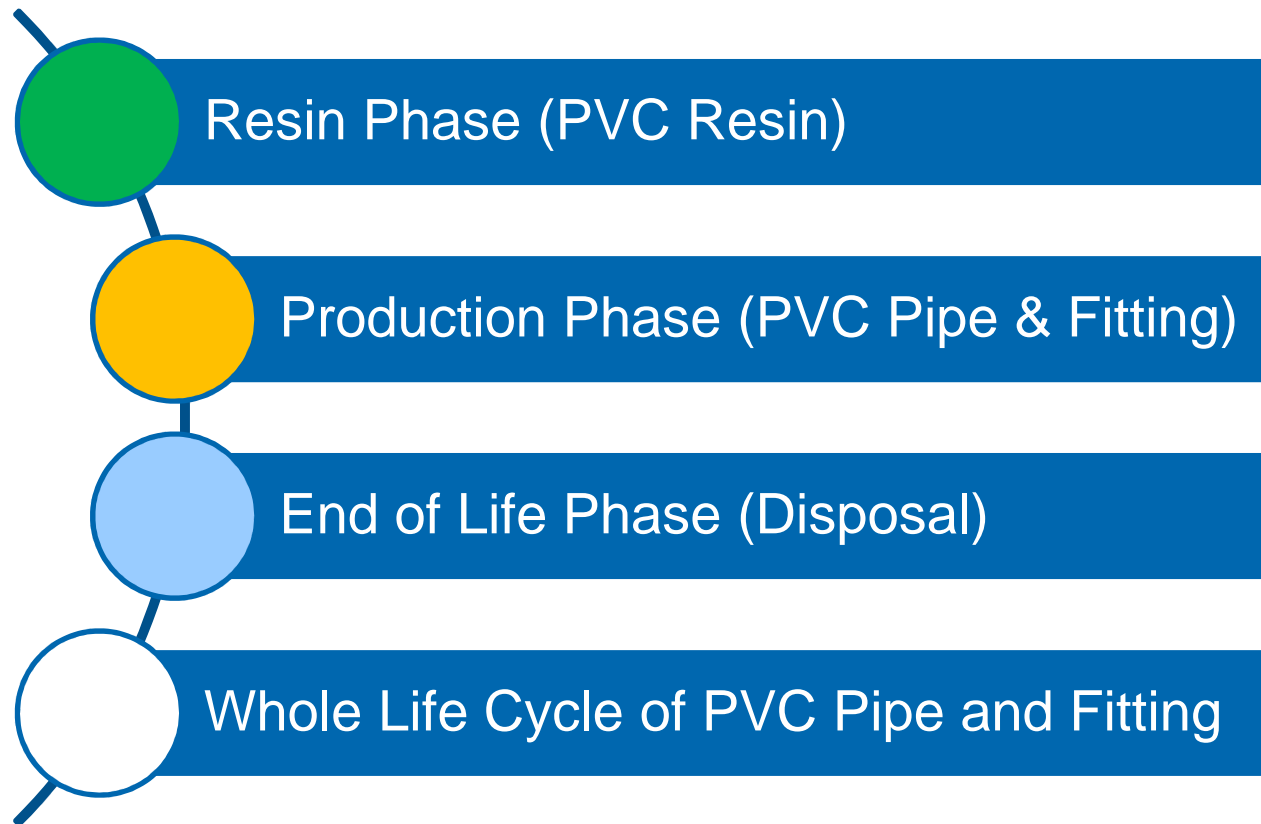 Resin Phase (PVC Resin)
Production Phase (PVC Pipe & Fitting)
End of Life Phase (Disposal)
Whole Life Cycle of PVC Pipe and Fitting